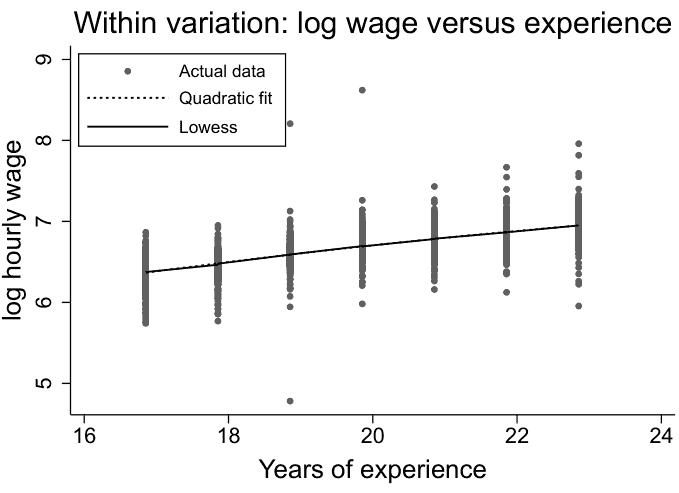 Within variation: log wage versus experience
Actual data
Quadratic fit
Lowess
log hourly wage
9
8
7
6
5
16 18 20 22 24
Years of experience